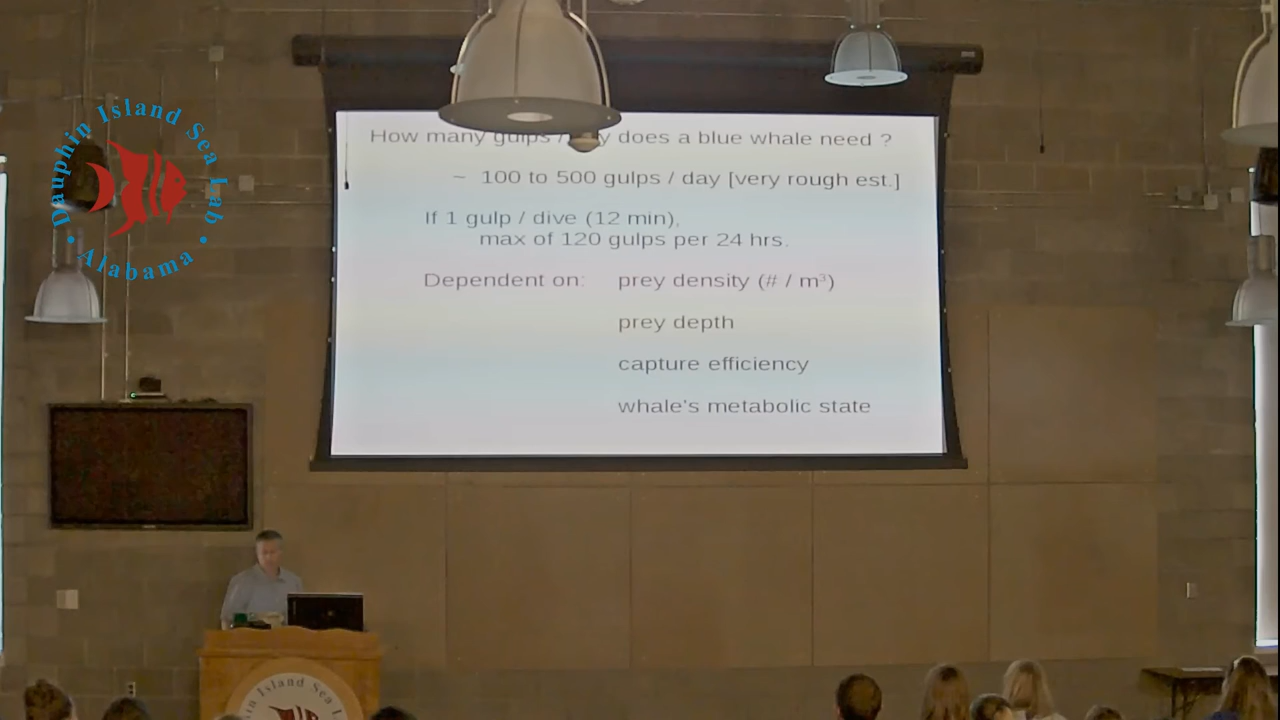 Dauphin Island Sea Lab
• Alabama •
How many gulps / y does a blue whale need ?
~ 100 to 500 gulps / day [very rough est.]
If 1 gulp / dive (12 min),
max of 120 gulps per 24 hrs.
Dependent on: prey density (# / m³)
prey depth
capture efficiency
whale's metabolic state
Island Sea